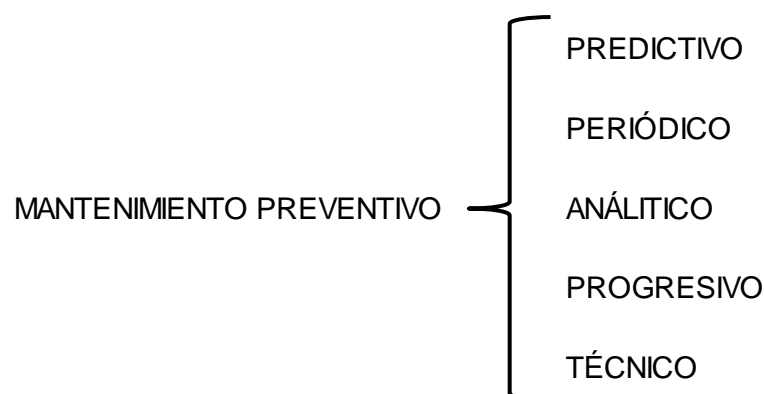 PREDICTIVO
PERIÓDICO
MANTENIMIENTO PREVENTIVO
ANÁLITICO
PROGRESIVO
TÉCNICO